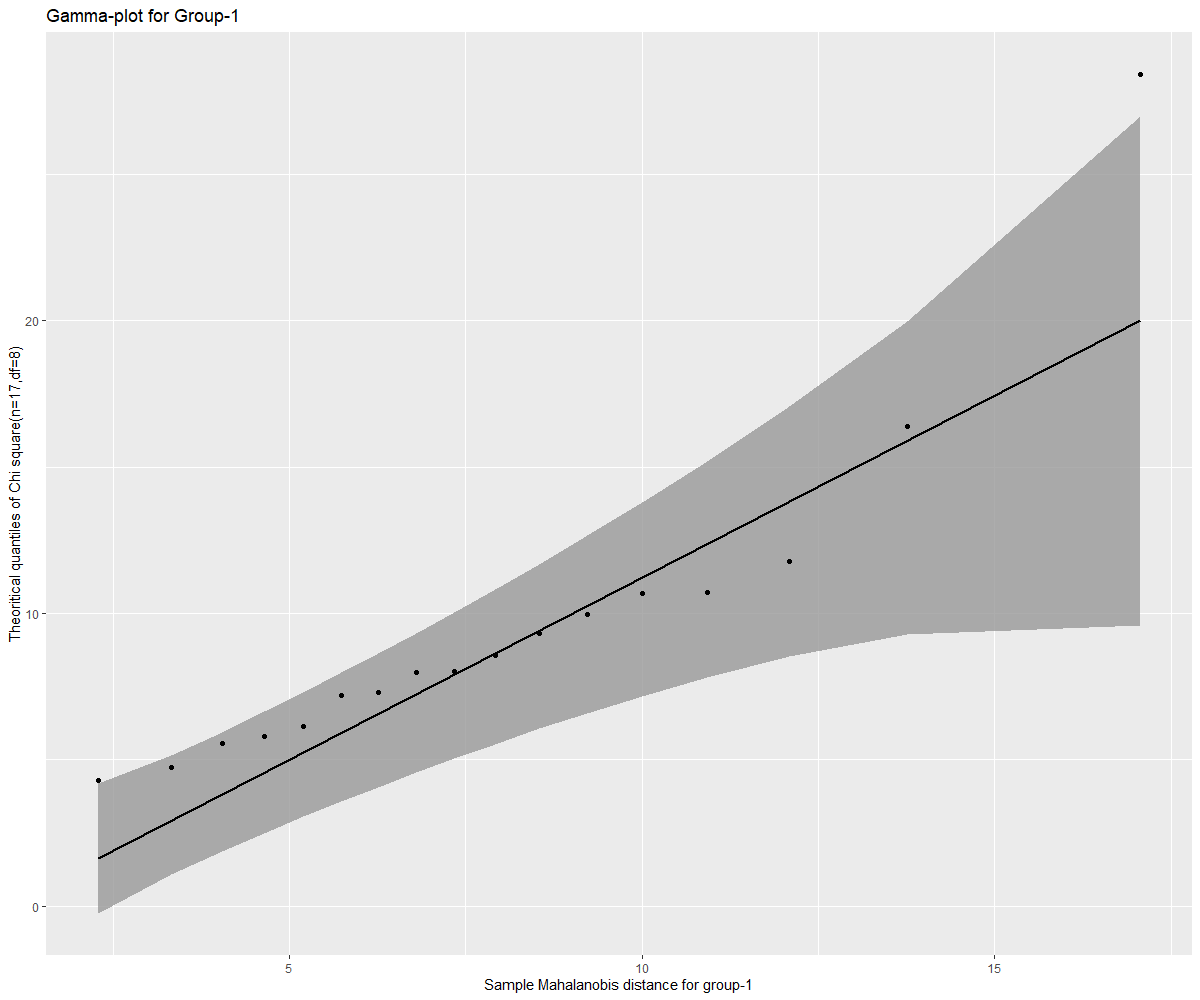 Gamma-plot for Group-1
Theoritical quantiles of Chi square(n=17,df=8)
20
10
0
5
10
15
Sample Mahalanobis distance for group-1